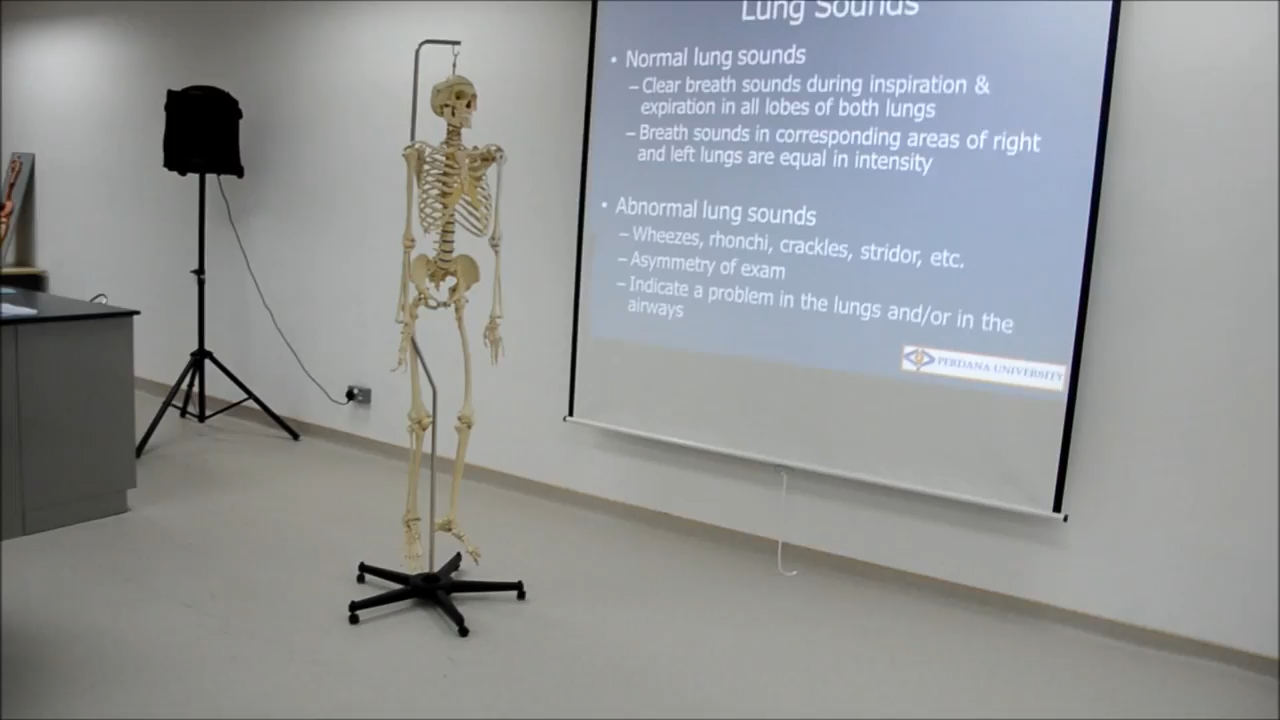 Lung Sounds
• Normal lung sounds
– Clear breath sounds during inspiration &
expiration in all lobes of both lungs
– Breath sounds in corresponding areas of right
and left lungs are equal in intensity
• Abnormal lung sounds
– Wheezes, rhonchi, crackles, stridor, etc.
– Asymmetry of exam
– Indicate a problem in the lungs and/or in the
airways
PERDANA UNIVERSITY